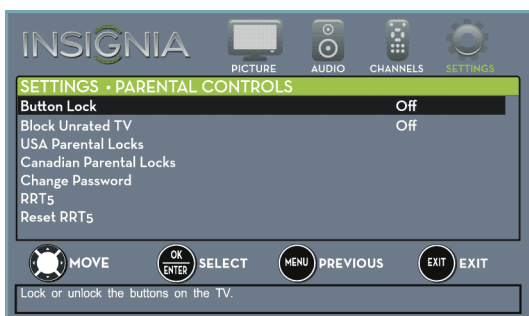 INSIGNIA
PICTURE AUDIO CHANNELS SETTINGS
SETTINGS • PARENTAL CONTROLS
Button Lock Off
Block Unrated TV Off
USA Parental Locks
Canadian Parental Locks
Change Password
RRT5
Reset RRT5
MOVE OK ENTER SELECT MENU PREVIOUS EXIT EXIT
Lock or unlock the buttons on the TV.